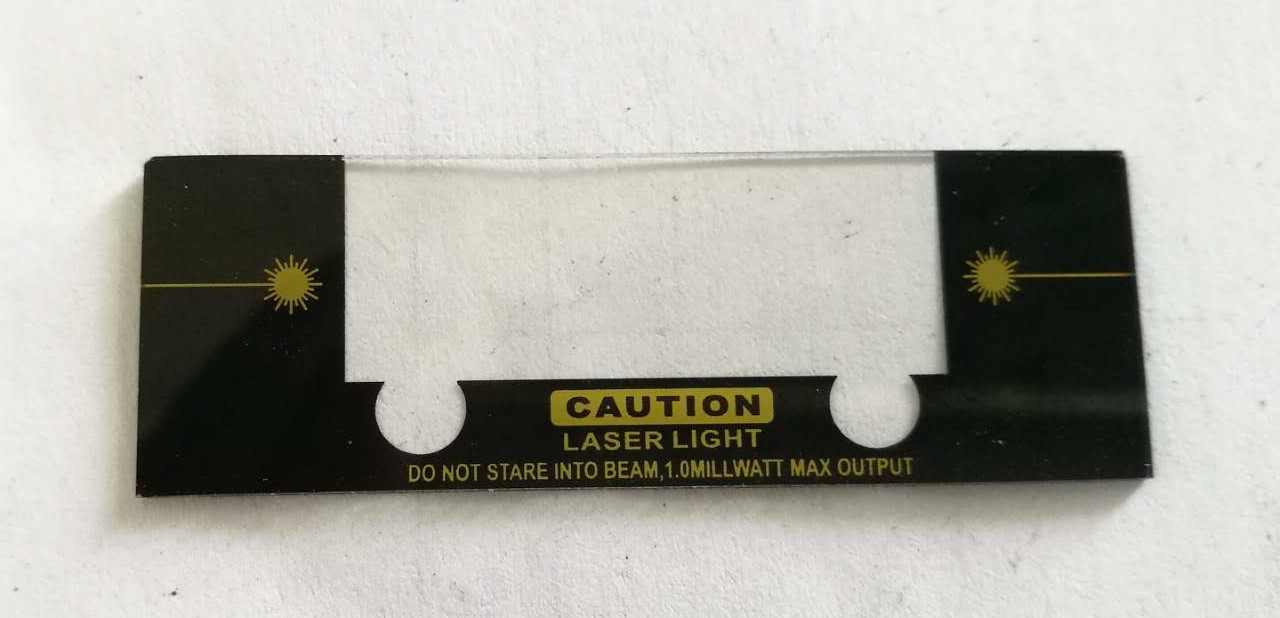 CAUTION
LASER LIGHT
DO NOT STARE INTO BEAM,1.0MILLWATT MAX OUTPUT